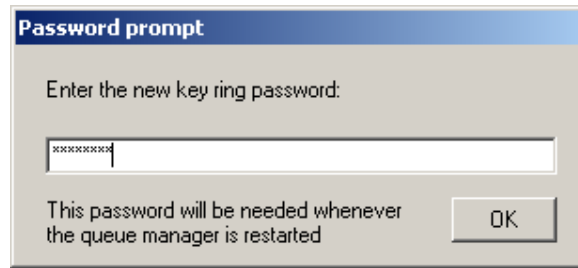 Password prompt
Enter the new key ring password:
xxxxxxxx
This password will be needed whenever
the queue manager is restarted
OK